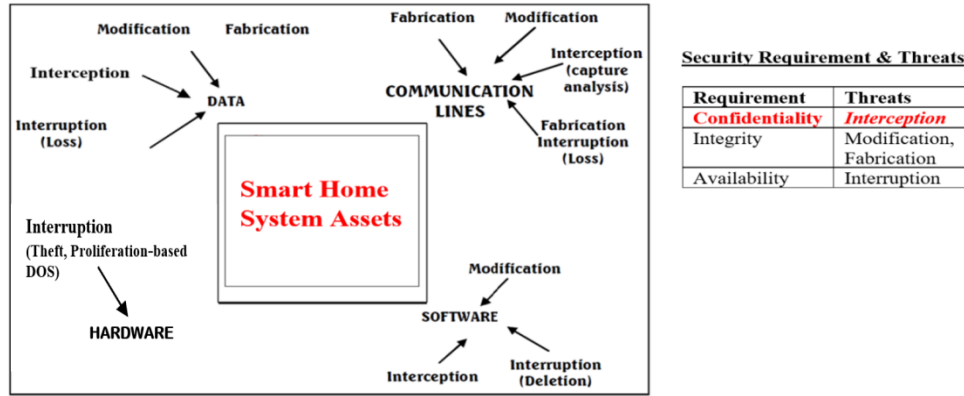 Modification
Fabrication
Interception
DATA
Interruption
(Loss)
Fabrication
Modification
Interception
(capture
analysis)
COMMUNICATION
LINES
Fabrication
Interruption
(Loss)
Smart Home
System Assets
Interruption
(Theft, Proliferation-based
DOS)
HARDWARE
Modification
SOFTWARE
Interception
Interruption
(Deletion)
Security Requirement & Threats
Requirement Threats
Confidentiality Interception
Integrity Modification,
Fabrication
Availability Interruption